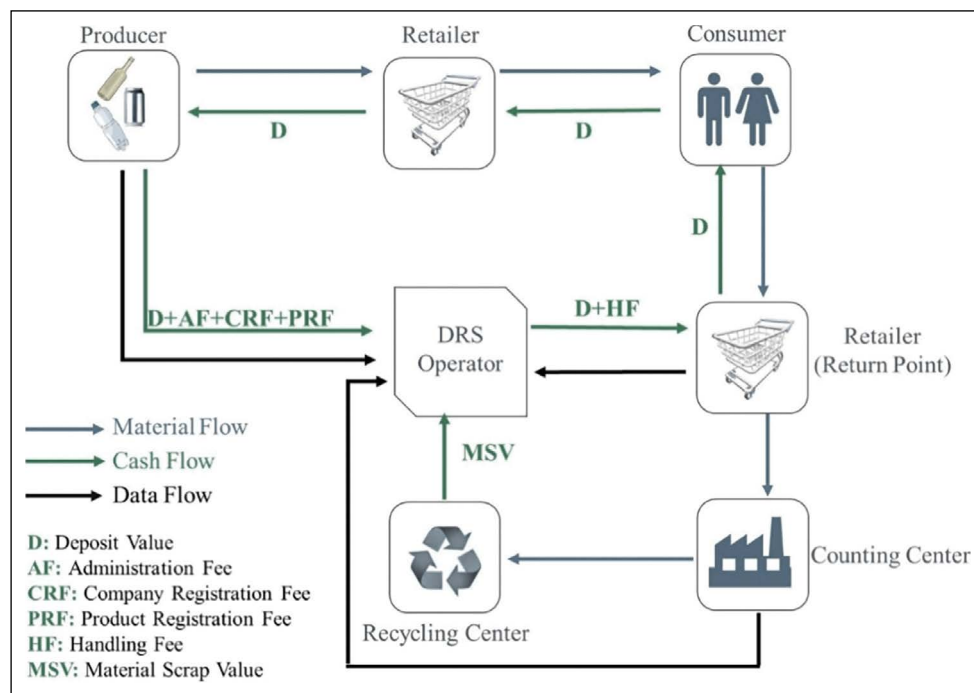 Producer
Retailer
Consumer
D
D
D
D+AF+CRF+PRF
D+HF
DRS
Operator
Retailer
(Return Point)
Material Flow
Cash Flow
Data Flow
MSV
D: Deposit Value
AF: Administration Fee
CRF: Company Registration Fee
PRF: Product Registration Fee
HF: Handling Fee
MSV: Material Scrap Value
Recycling Center
Counting Center